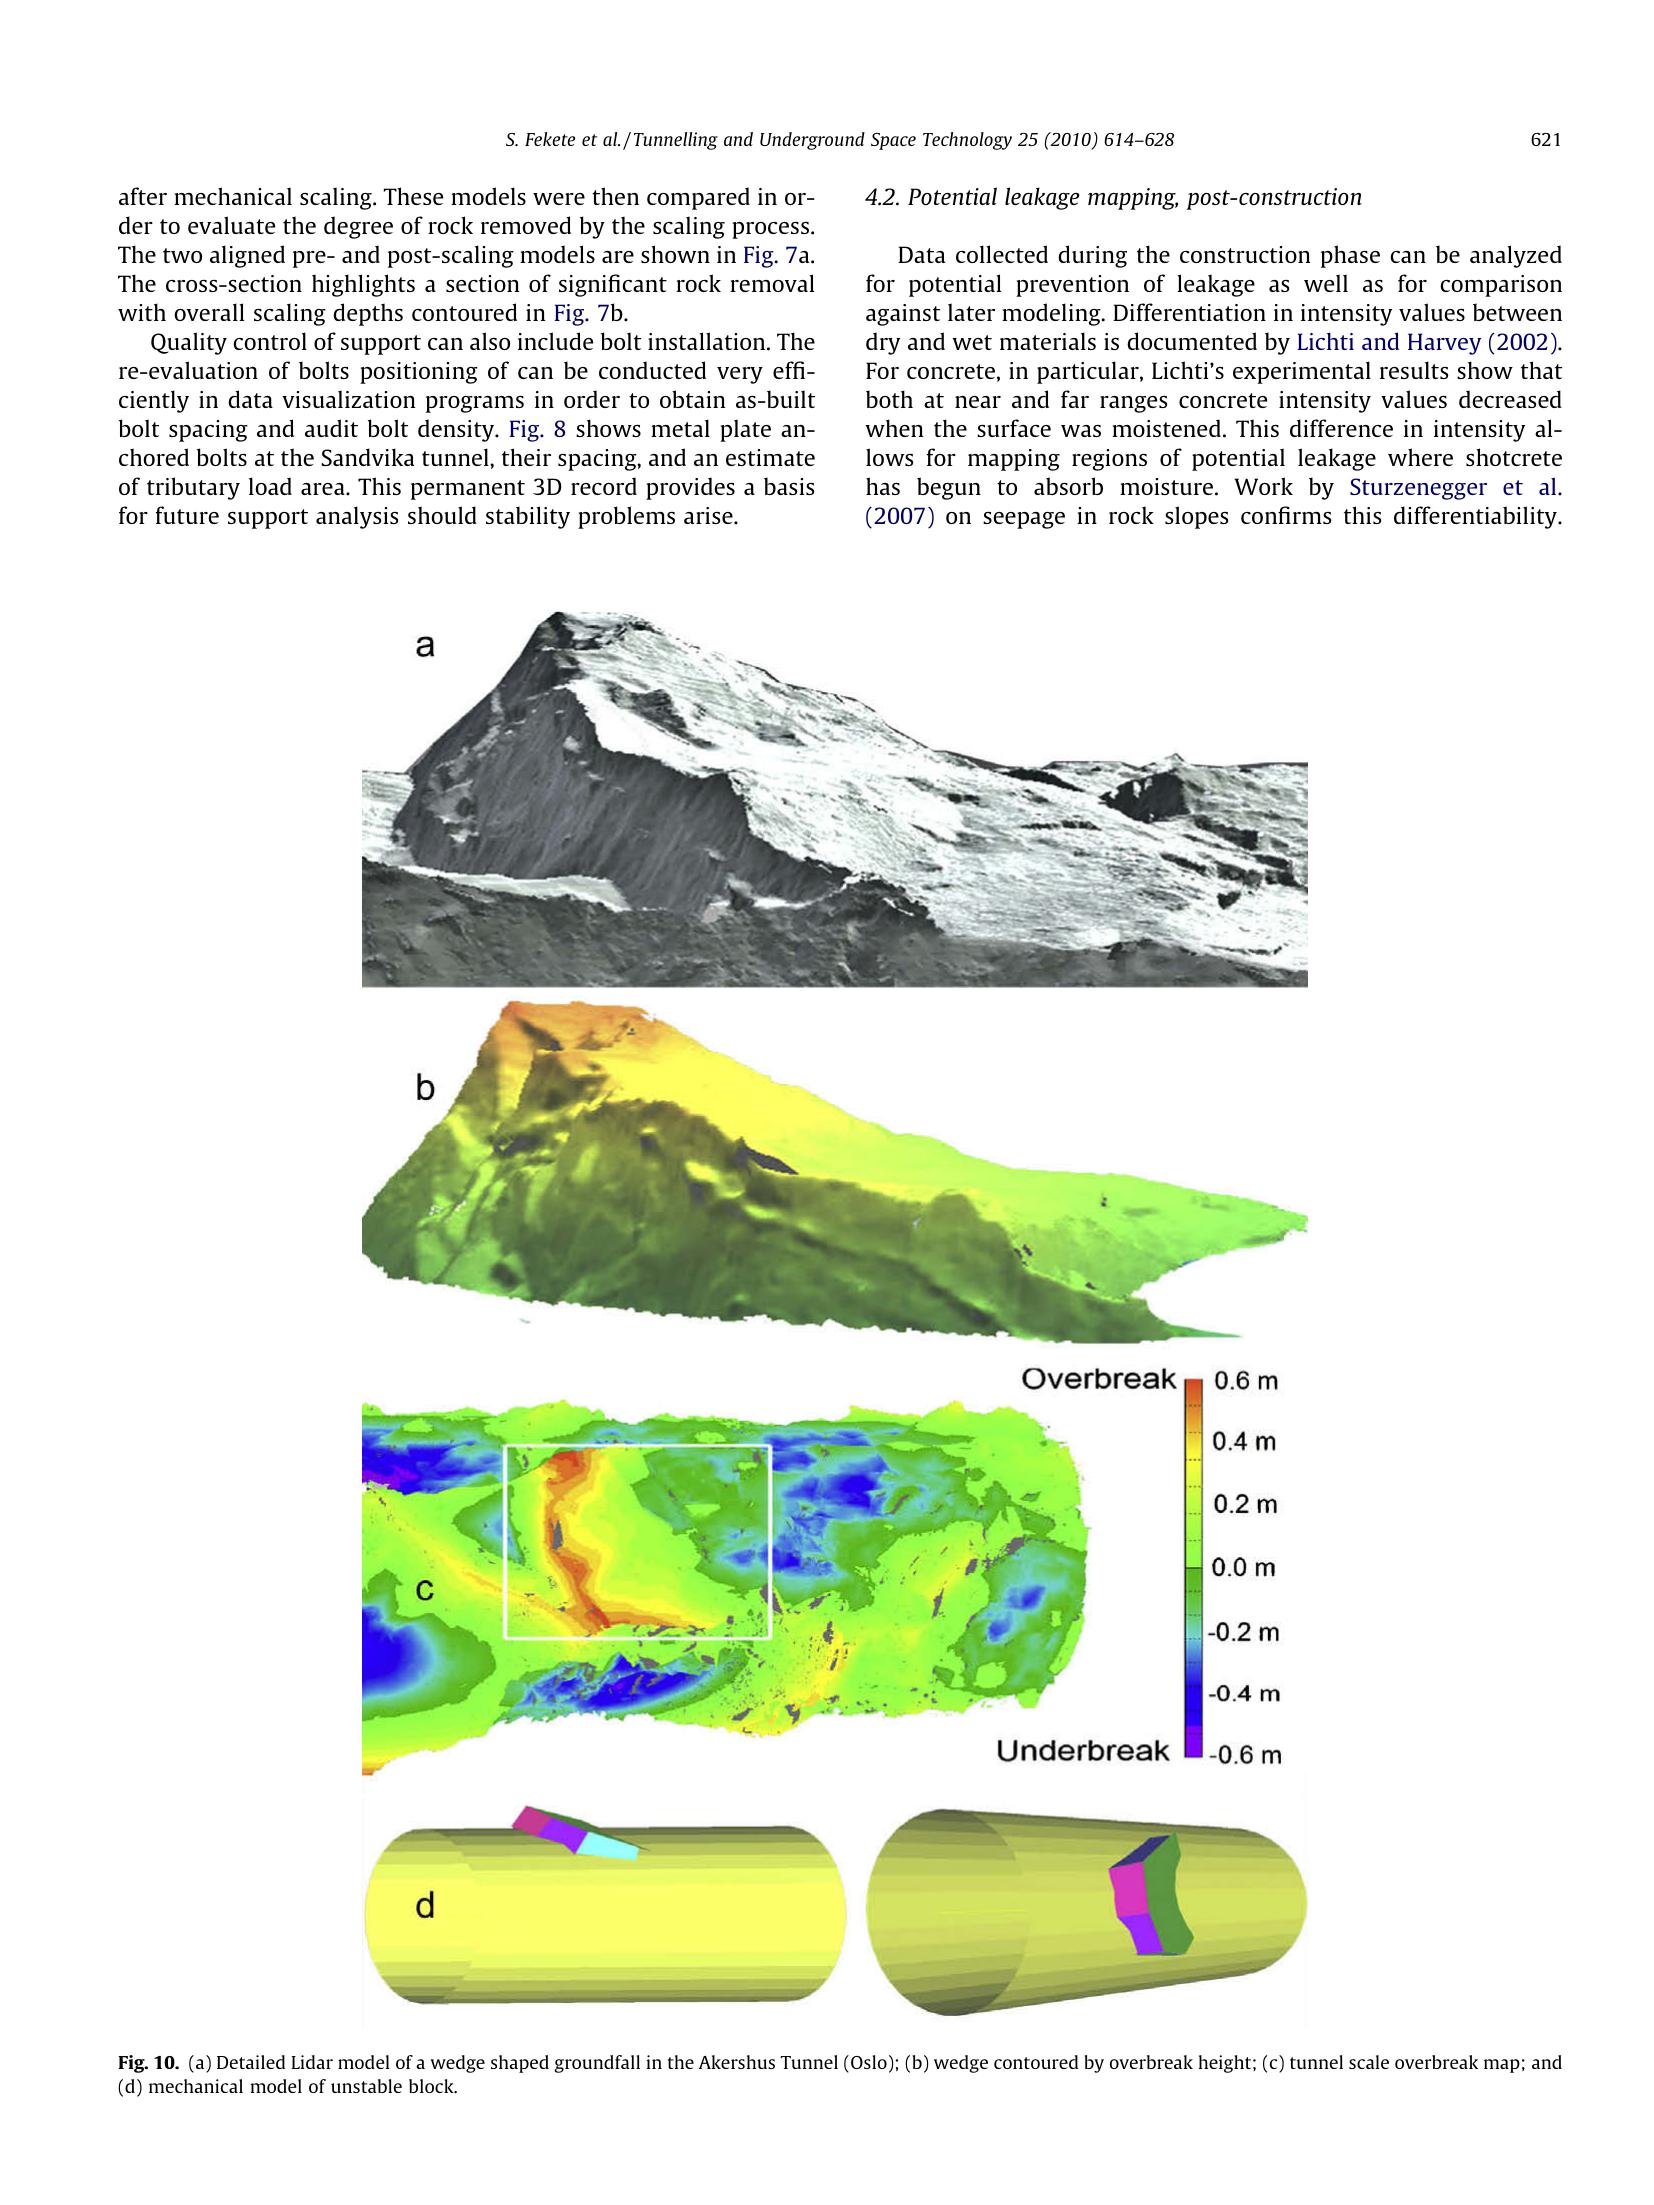 S. Fekete et al./Tunnelling and Underground Space Technology 25 (2010) 614–628
621
after mechanical scaling. These models were then compared in or-
der to evaluate the degree of rock removed by the scaling process.
The two aligned pre- and post-scaling models are shown in Fig. 7a.
The cross-section highlights a section of significant rock removal
with overall scaling depths contoured in Fig. 7b.
Quality control of support can also include bolt installation. The
re-evaluation of bolts positioning of can be conducted very effi-
ciently in data visualization programs in order to obtain as-built
bolt spacing and audit bolt density. Fig. 8 shows metal plate an-
chored bolts at the Sandvika tunnel, their spacing, and an estimate
of tributary load area. This permanent 3D record provides a basis
for future support analysis should stability problems arise.
4.2. Potential leakage mapping, post-construction
Data collected during the construction phase can be analyzed
for potential prevention of leakage as well as for comparison
against later modeling. Differentiation in intensity values between
dry and wet materials is documented by Lichti and Harvey (2002).
For concrete, in particular, Lichti's experimental results show that
both at near and far ranges concrete intensity values decreased
when the surface was moistened. This difference in intensity al-
lows for mapping regions of potential leakage where shotcrete
has begun to absorb moisture. Work by Sturzenegger et al.
(2007) on seepage in rock slopes confirms this differentiability.
a
b
Overbreak
0.6 m
0.4 m
0.2 m
0.0 m
-0.2 m
-0.4 m
Underbreak
-0.6 m
c
d
Fig. 10. (a) Detailed Lidar model of a wedge shaped groundfall in the Akershus Tunnel (Oslo); (b) wedge contoured by overbreak height; (c) tunnel scale overbreak map; and
(d) mechanical model of unstable block.